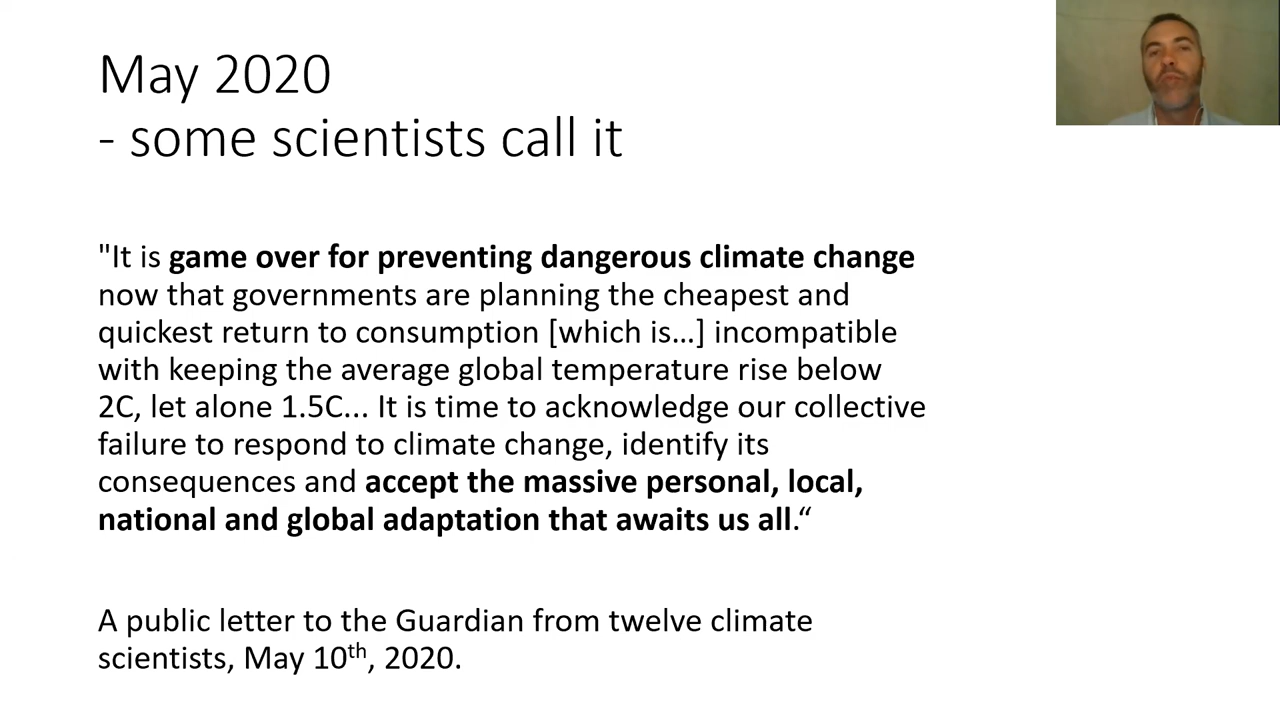 May 2020
- some scientists call it
"It is game over for preventing dangerous climate change
now that governments are planning the cheapest and
quickest return to consumption [which is…] incompatible
with keeping the average global temperature rise below
2C, let alone 1.5C... It is time to acknowledge our collective
failure to respond to climate change, identify its
consequences and accept the massive personal, local,
national and global adaptation that awaits us all.“
A public letter to the Guardian from twelve climate
scientists, May 10th, 2020.